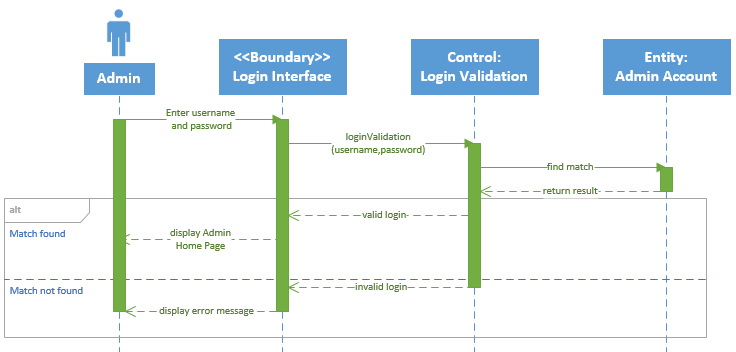 Admin
<<Boundary>>
Login Interface
Control:
Login Validation
Entity:
Admin Account
Enter username
and password
loginValidation
(username,password)
find match
return result
alt
valid login
Match found
display Admin
Home Page
Match not found
invalid login
display error message